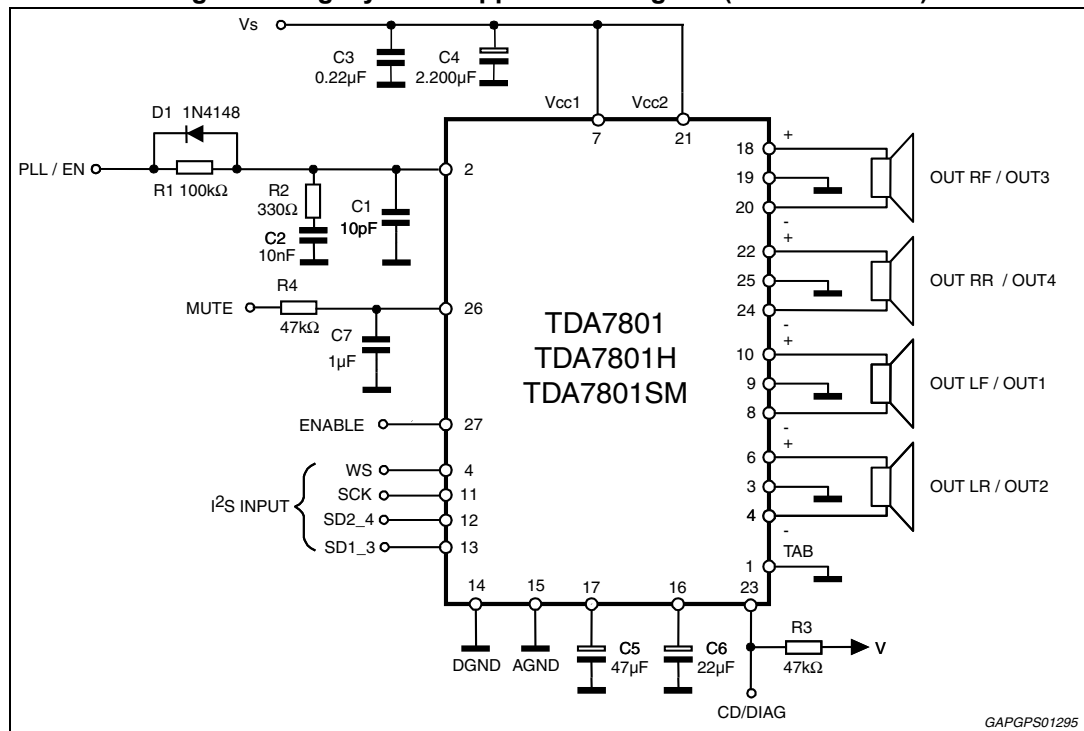 Vs
C3
0.22µF
C4
2.200µF
Vcc1
Vcc2
7
21
D1 1N4148
PLL / EN
R1 100kΩ
R2
330Ω
C2
10nF
C1
10pF
2
MUTE
R4
47kΩ
C7
1µF
26
ENABLE
27
I²S INPUT
WS
4
SCK
11
SD2_4
12
SD1_3
13
TDA7801
TDA7801H
TDA7801SM
18
+
19
20
-
OUT RF / OUT3
22
+
25
24
-
OUT RR / OUT4
10
+
9
8
-
OUT LF / OUT1
6
+
3
4
-
OUT LR / OUT2
1
TAB
14
15
17
16
23
DGND
AGND
C5
47µF
C6
22µF
R3
47kΩ
V
CD/DIAG
GAPGPS01295